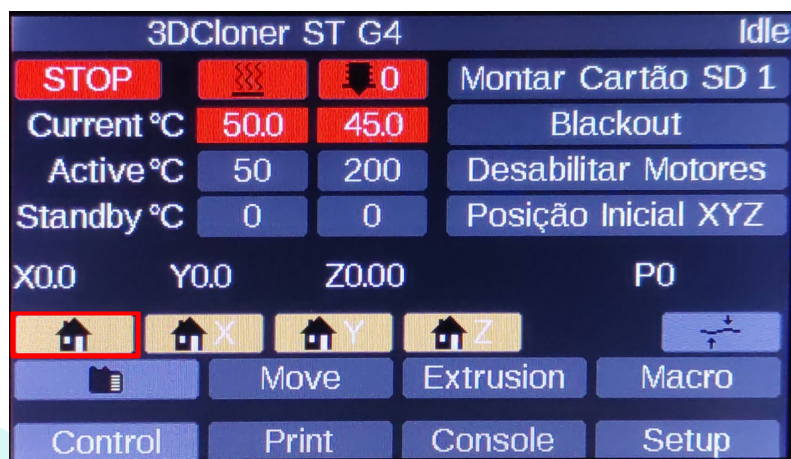 3DCloner ST G4 Idle
STOP 0 Montar Cartão SD 1
Current °C 50.0 45.0 Blackout
Active °C 50 200 Desabilitar Motores
Standby °C 0 0 Posição Inicial XYZ
X0.0 Y0.0 Z0.00 P0
X Y Z
Move Extrusion Macro
Control Print Console Setup